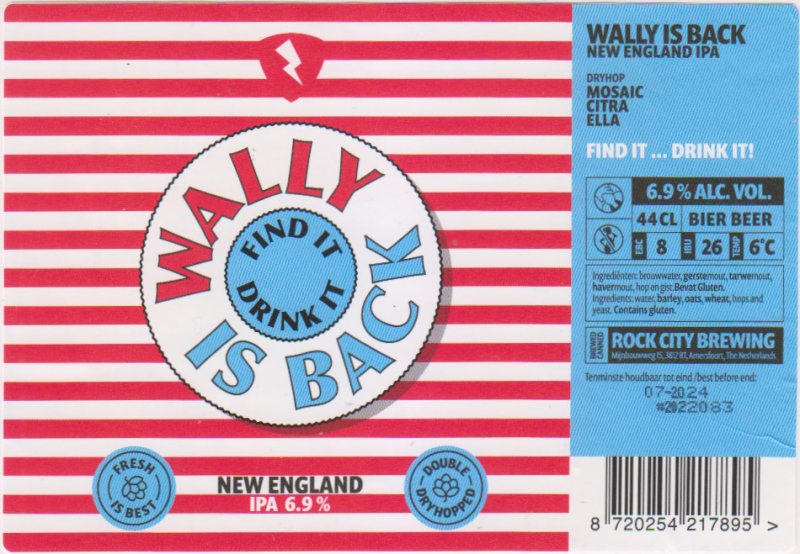 WALLY
IS BACK
FIND IT
DRINK IT
FRESH
IS BEST
NEW ENGLAND
IPA 6.9%
DOUBLE
DRYHOPPED
WALLY IS BACK
NEW ENGLAND IPA
DRYHOP
MOSAIC
CITRA
ELLA
FIND IT ... DRINK IT!
6.9% ALC. VOL.
44CL BIER BEER
EBC 8 IBU 26 TEMP 6°C
Ingrediënten: brouwwater, gerstemout, tarwemout,
havermout, hop en gist. Bevat Gluten.
Ingredients: water, barley, oats, wheat, hops and
yeast. Contains gluten.
BREWED
CANNED
ROCK CITY BREWING
Mijnbouwweg 15, 3812 RT, Amersfoort, The Netherlands
Tenminste houdbaar tot eind /best before end:
07-2024
#2022083
8 720254 217895 >